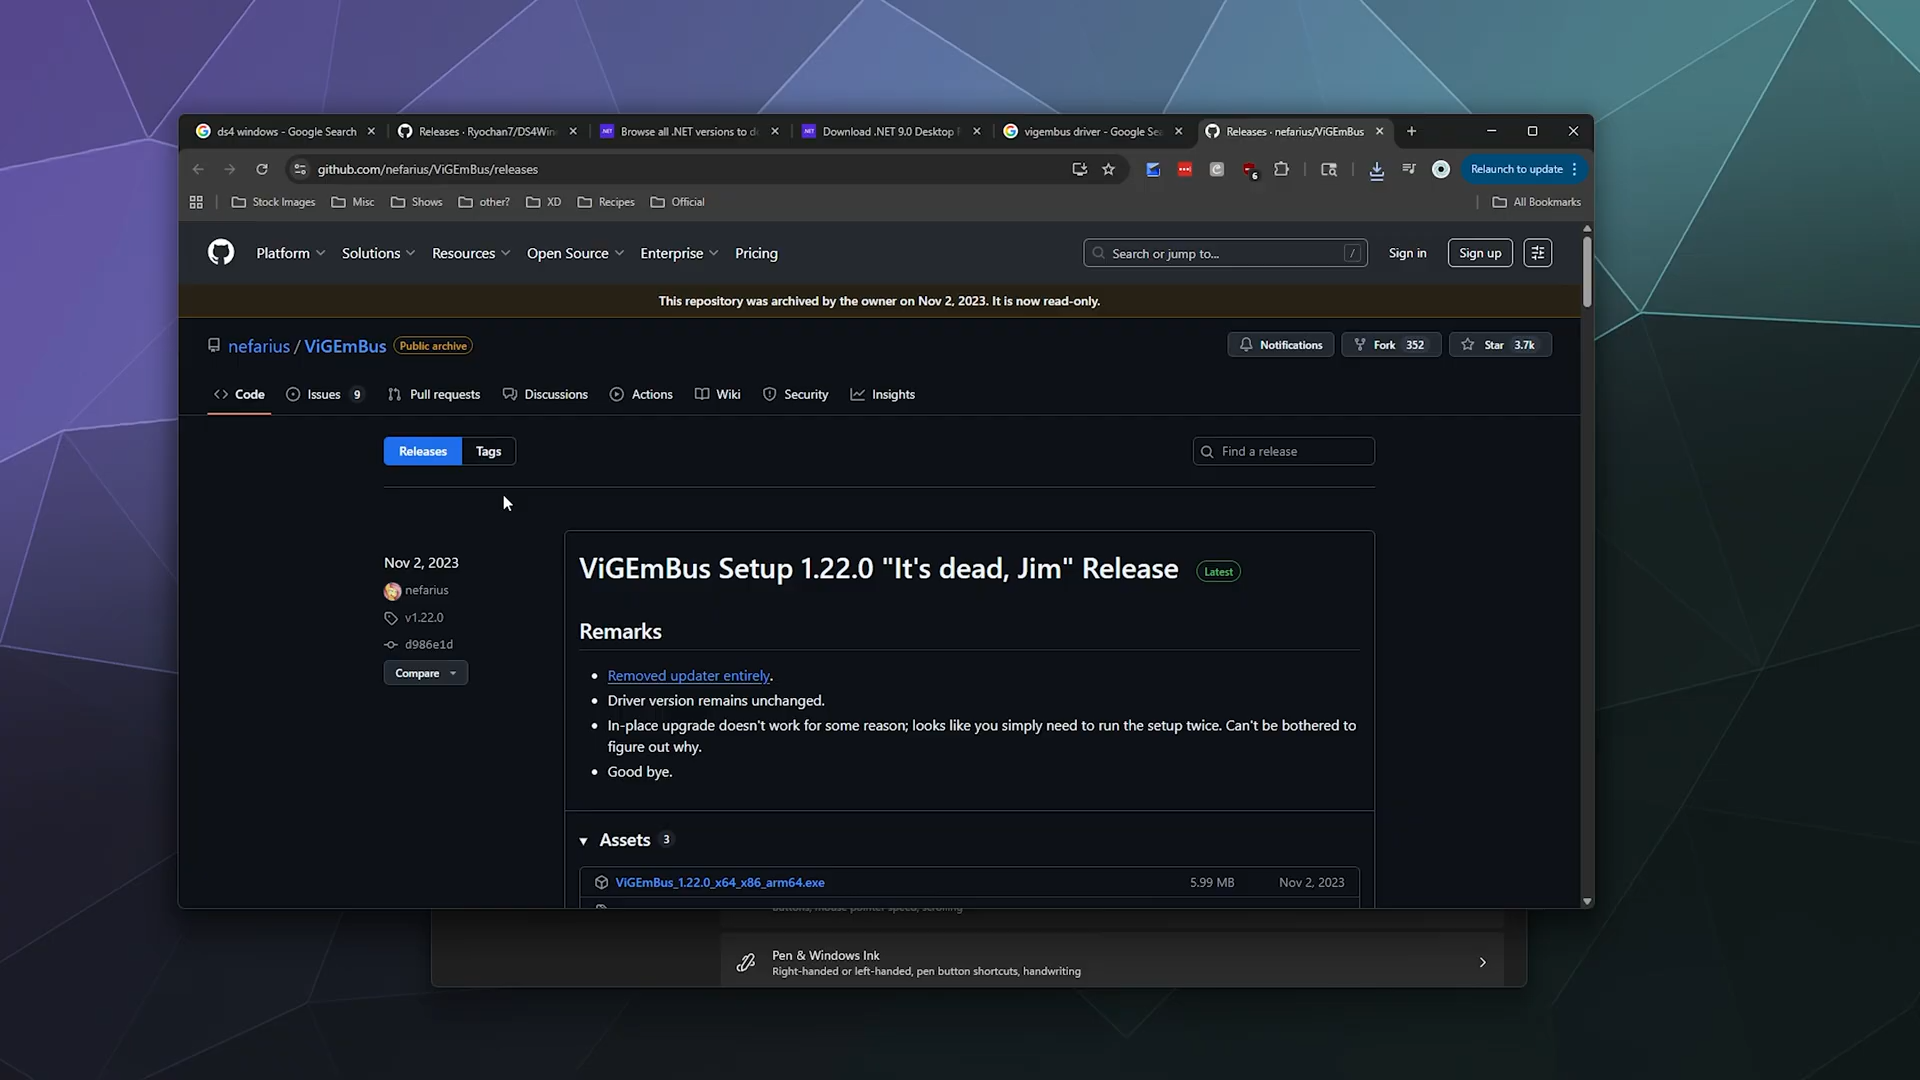 ds4 windows - Google Search
Releases · Ryochan7/DS4Win
Browse all .NET versions to d
Download .NET 9.0 Desktop
vigembus driver - Google Se
Releases · nefarius/ViGEmBus
github.com/nefarius/ViGEmBus/releases
6
Relaunch to update
Stock Images
Misc
Shows
other?
XD
Recipes
Official
All Bookmarks
Platform
Solutions
Resources
Open Source
Enterprise
Pricing
Search or jump to...
/
Sign in
Sign up
This repository was archived by the owner on Nov 2, 2023. It is now read-only.
nefarius / ViGEmBus
Public archive
Notifications
Fork 352
Star 3.7k
Code
Issues 9
Pull requests
Discussions
Actions
Wiki
Security
Insights
Releases
Tags
Find a release
Nov 2, 2023
nefarius
v1.22.0
d986e1d
Compare
ViGEmBus Setup 1.22.0 "It's dead, Jim" Release
Latest
Remarks
Removed updater entirely.
Driver version remains unchanged.
In-place upgrade doesn't work for some reason; looks like you simply need to run the setup twice. Can't be bothered to
figure out why.
Good bye.
Assets 3
ViGEmBus_1.22.0_x64_x86_arm64.exe
5.99 MB
Nov 2, 2023
Pen & Windows Ink
Right-handed or left-handed, pen button shortcuts, handwriting